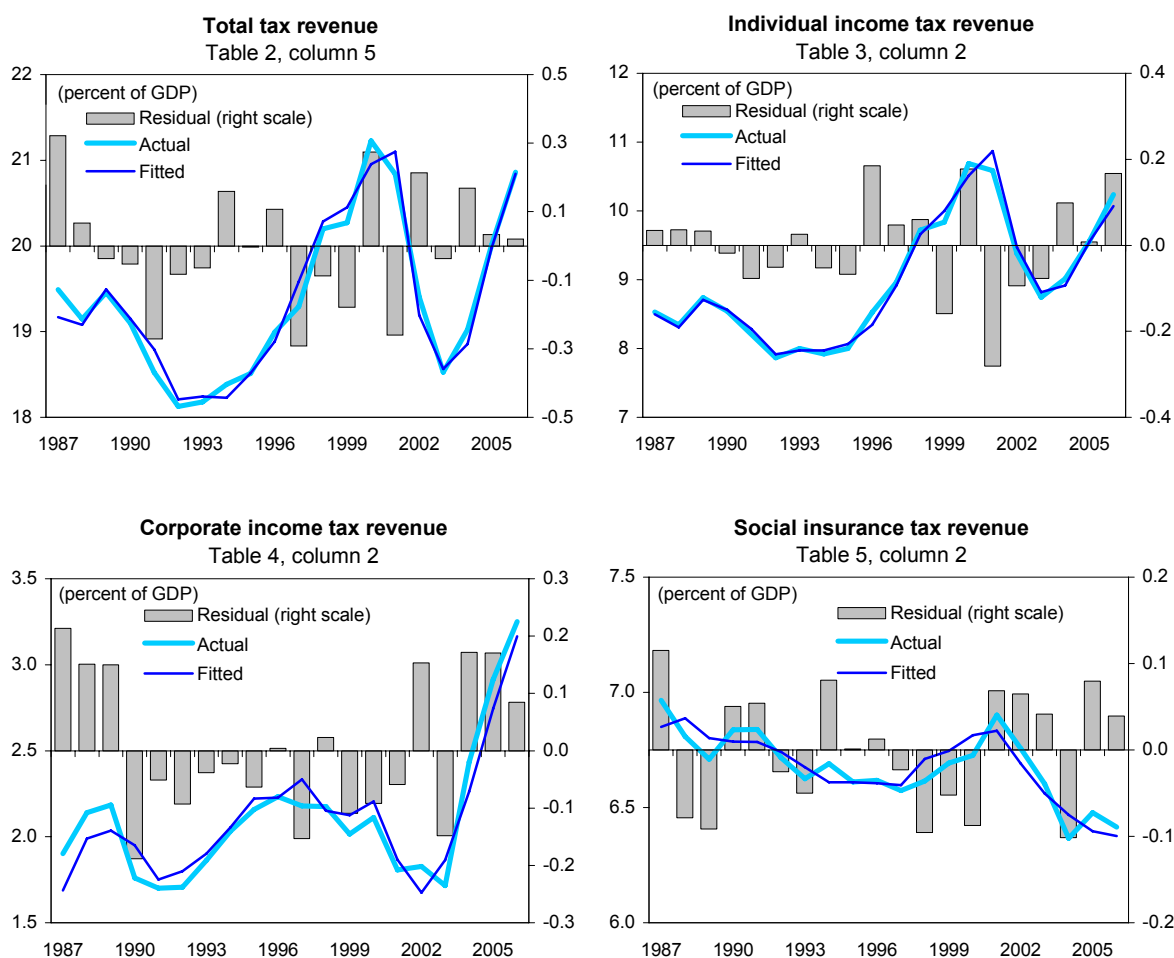 Total tax revenue
Table 2, column 5
22
21
20
19
18
0.5
0.3
0.1
-0.1
-0.3
-0.5
(percent of GDP)
Residual (right scale)
Actual
Fitted
1987 1990 1993 1996 1999 2002 2005
Individual income tax revenue
Table 3, column 2
12
11
10
9
8
7
0.4
0.2
0.0
-0.2
-0.4
(percent of GDP)
Residual (right scale)
Actual
Fitted
1987 1990 1993 1996 1999 2002 2005
Corporate income tax revenue
Table 4, column 2
3.5
3.0
2.5
2.0
1.5
0.3
0.2
0.1
0.0
-0.1
-0.2
-0.3
(percent of GDP)
Residual (right scale)
Actual
Fitted
1987 1990 1993 1996 1999 2002 2005
Social insurance tax revenue
Table 5, column 2
7.5
7.0
6.5
6.0
0.2
0.1
0.0
-0.1
-0.2
(percent of GDP)
Residual (right scale)
Actual
Fitted
1987 1990 1993 1996 1999 2002 2005